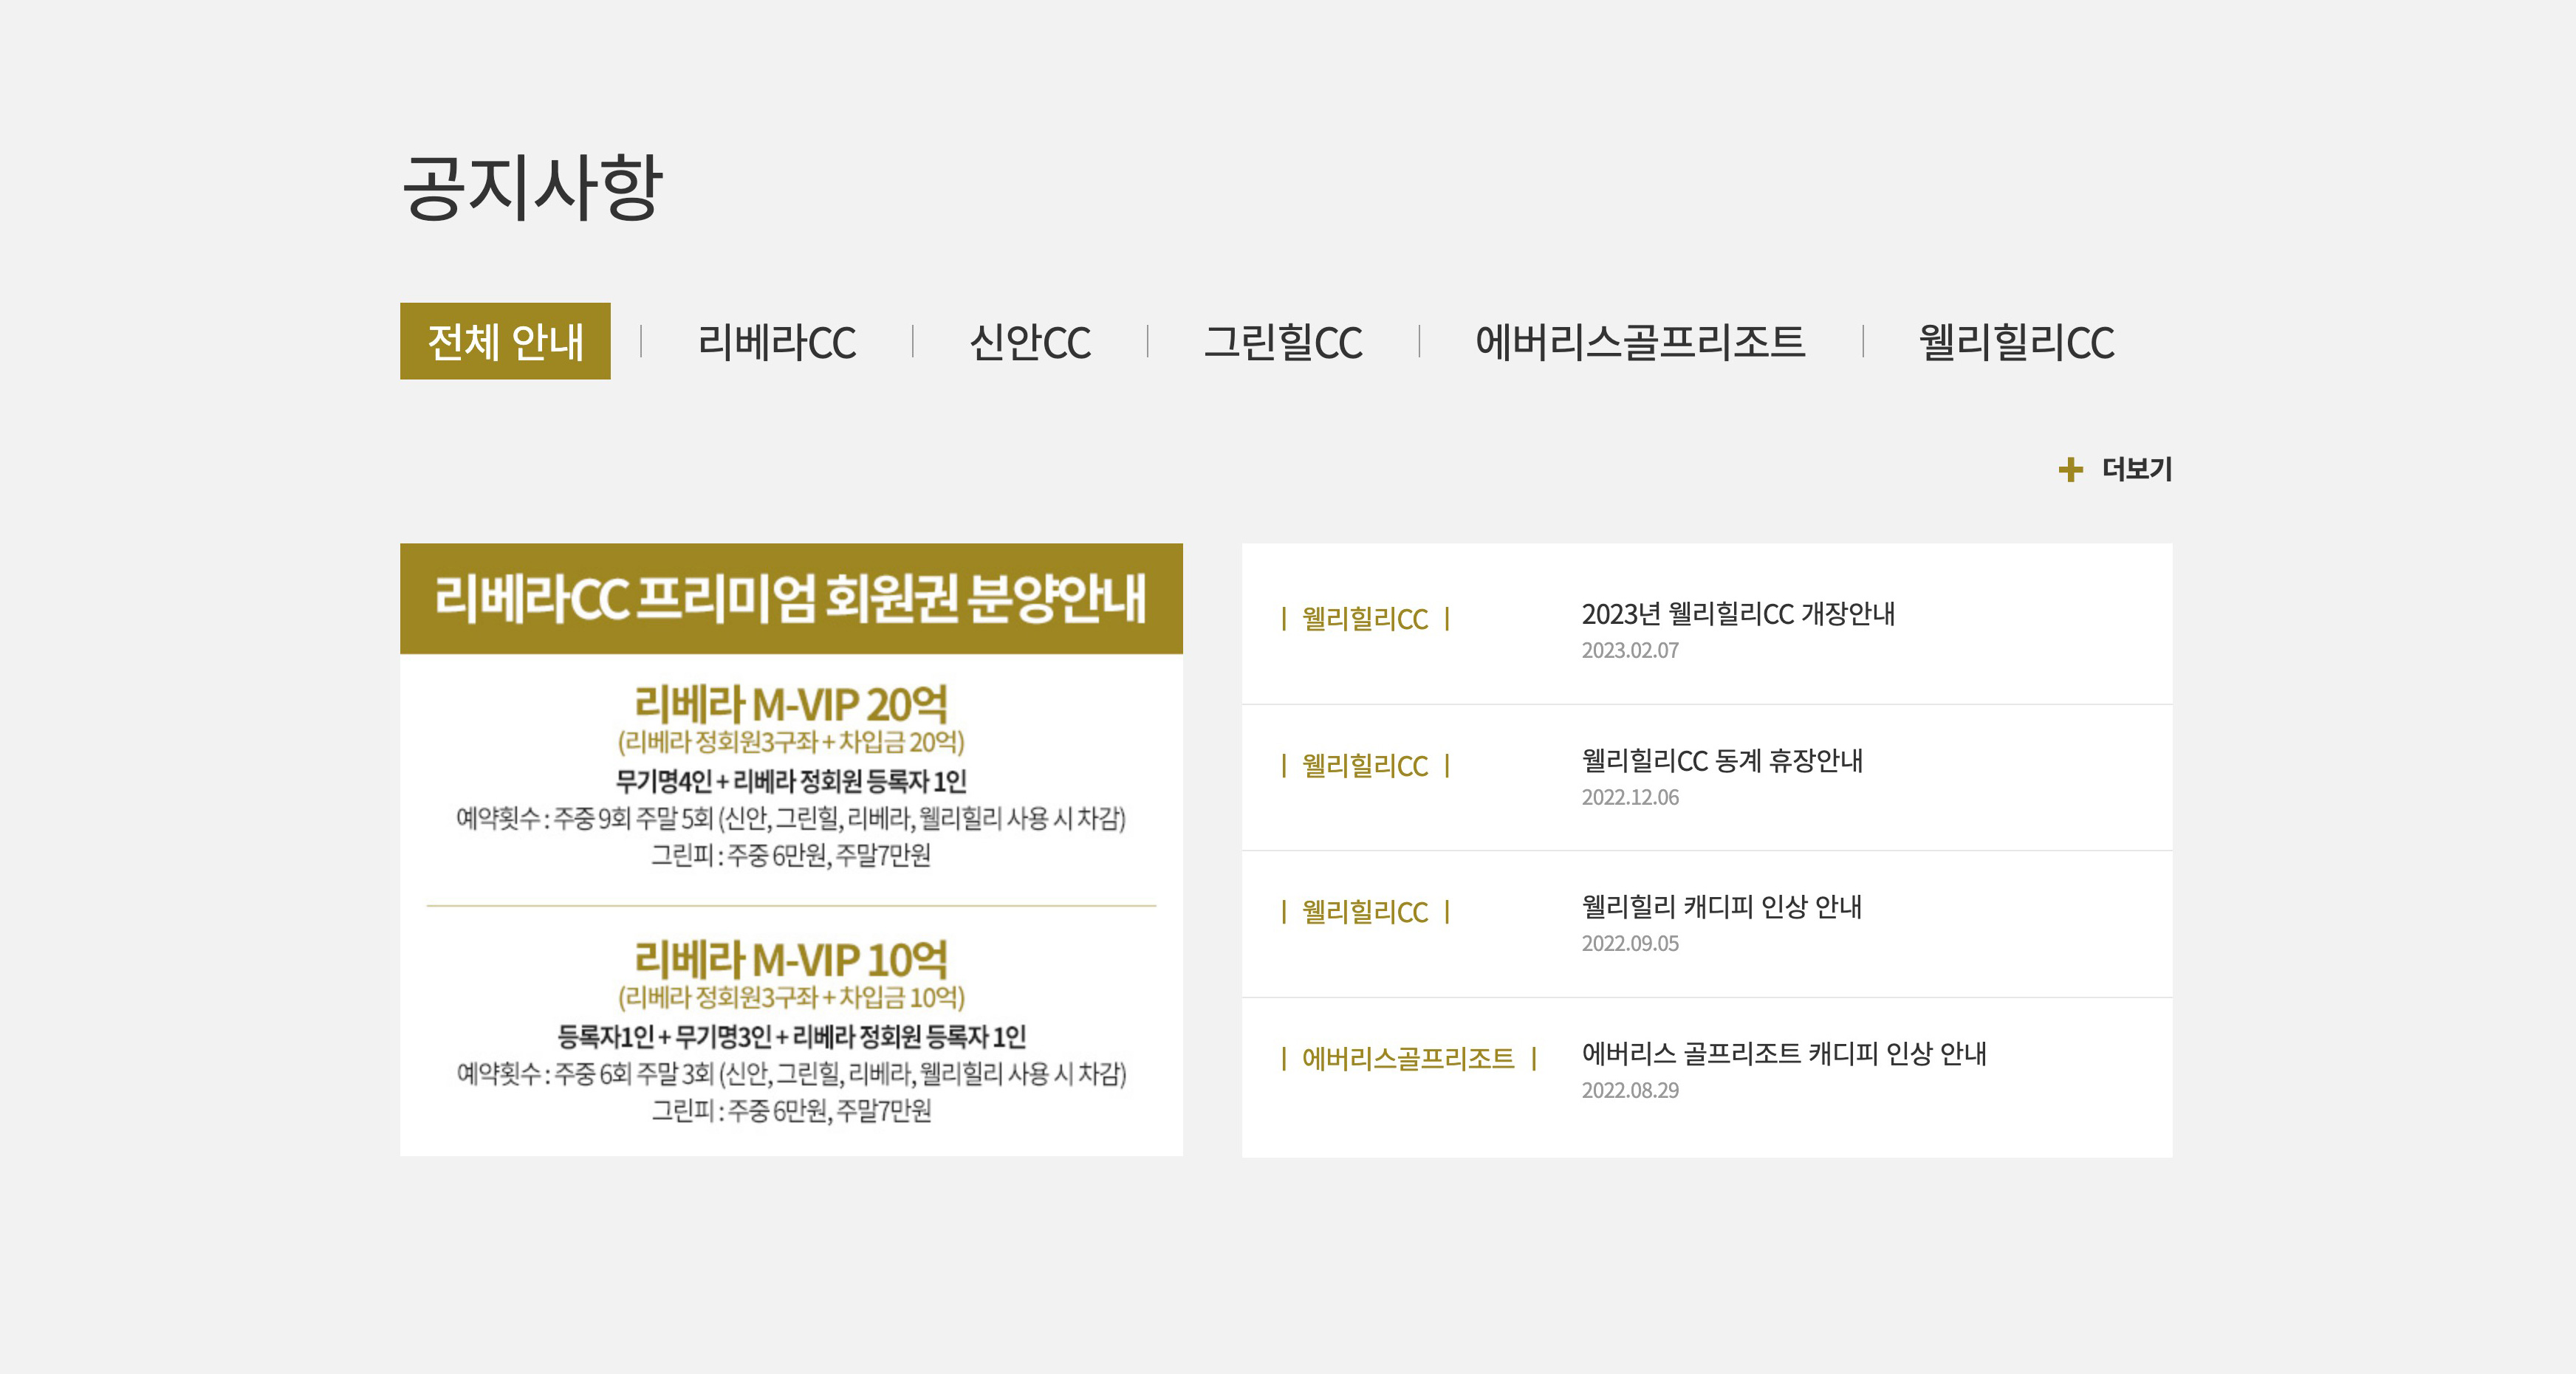 공지사항
전체 안내 | 리베라CC | 신안CC | 그린힐CC | 에버리스골프리조트 | 웰리힐리CC
+ 더보기
리베라CC 프리미엄 회원권 분양안내
리베라 M-VIP 20억
(리베라 정회원3구좌 + 차입금 20억)
무기명4인 + 리베라 정회원 등록자 1인
예약횟수 : 주중 9회 주말 5회 (신안, 그린힐, 리베라, 웰리힐리 사용 시 차감)
그린피 : 주중 6만원, 주말7만원
리베라 M-VIP 10억
(리베라 정회원3구좌 + 차입금 10억)
등록자1인 + 무기명3인 + 리베라 정회원 등록자 1인
예약횟수 : 주중 6회 주말 3회 (신안, 그린힐, 리베라, 웰리힐리 사용 시 차감)
그린피 : 주중 6만원, 주말7만원
| 웰리힐리CC | 2023년 웰리힐리CC 개장안내
2023.02.07
| 웰리힐리CC | 웰리힐리CC 동계 휴장안내
2022.12.06
| 웰리힐리CC | 웰리힐리 캐디피 인상 안내
2022.09.05
| 에버리스골프리조트 | 에버리스 골프리조트 캐디피 인상 안내
2022.08.29